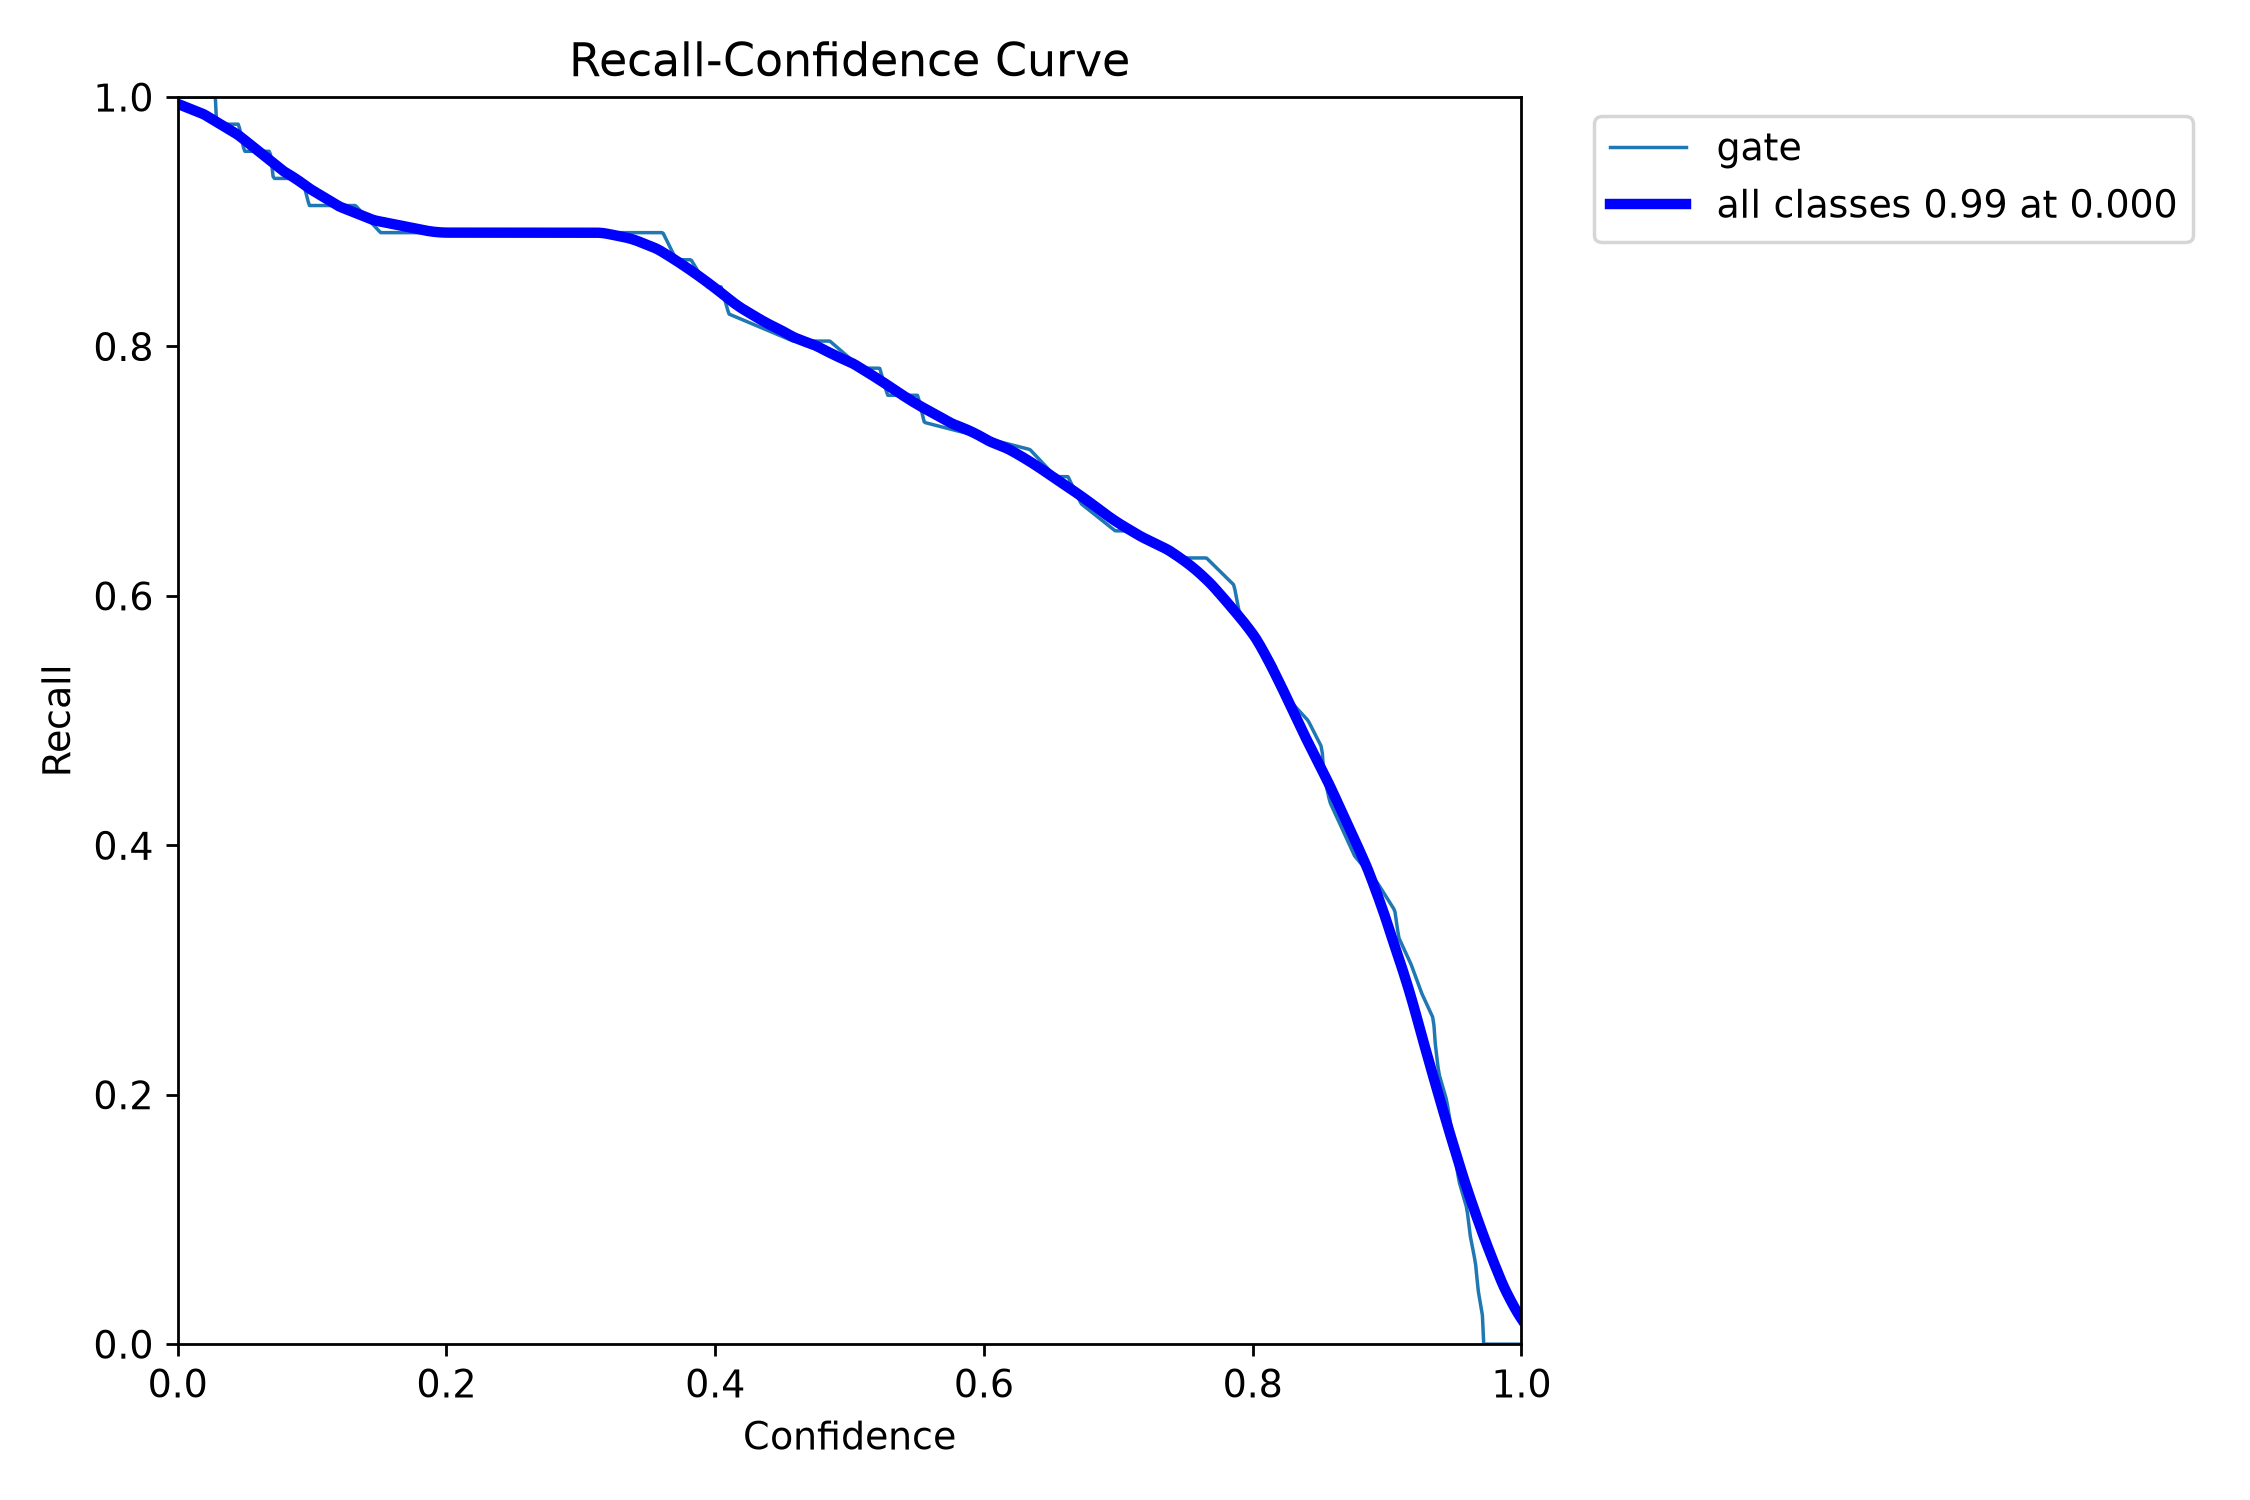 Recall-Confidence Curve
1.0
0.8
0.6
0.4
0.2
0.0
Recall
0.0 0.2 0.4 0.6 0.8 1.0
Confidence
gate
all classes 0.99 at 0.000